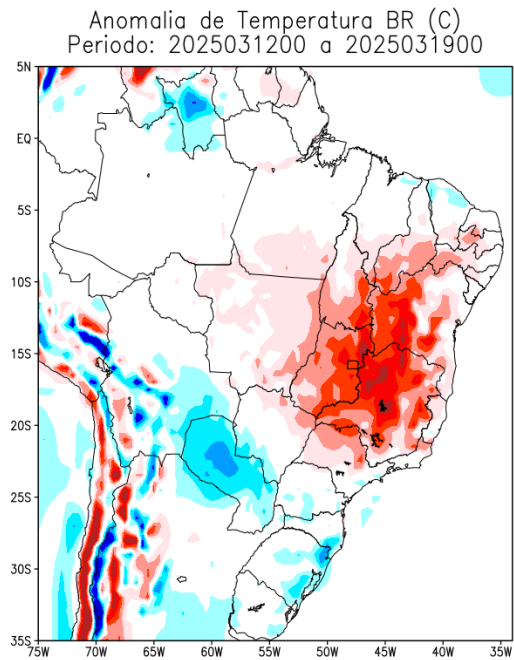 Anomalia de Temperatura BR (C)
Periodo: 2025031200 a 2025031900
5N
EQ
5S
10S
15S
20S
25S
30S
35S
75W 70W 65W 60W 55W 50W 45W 40W 35W